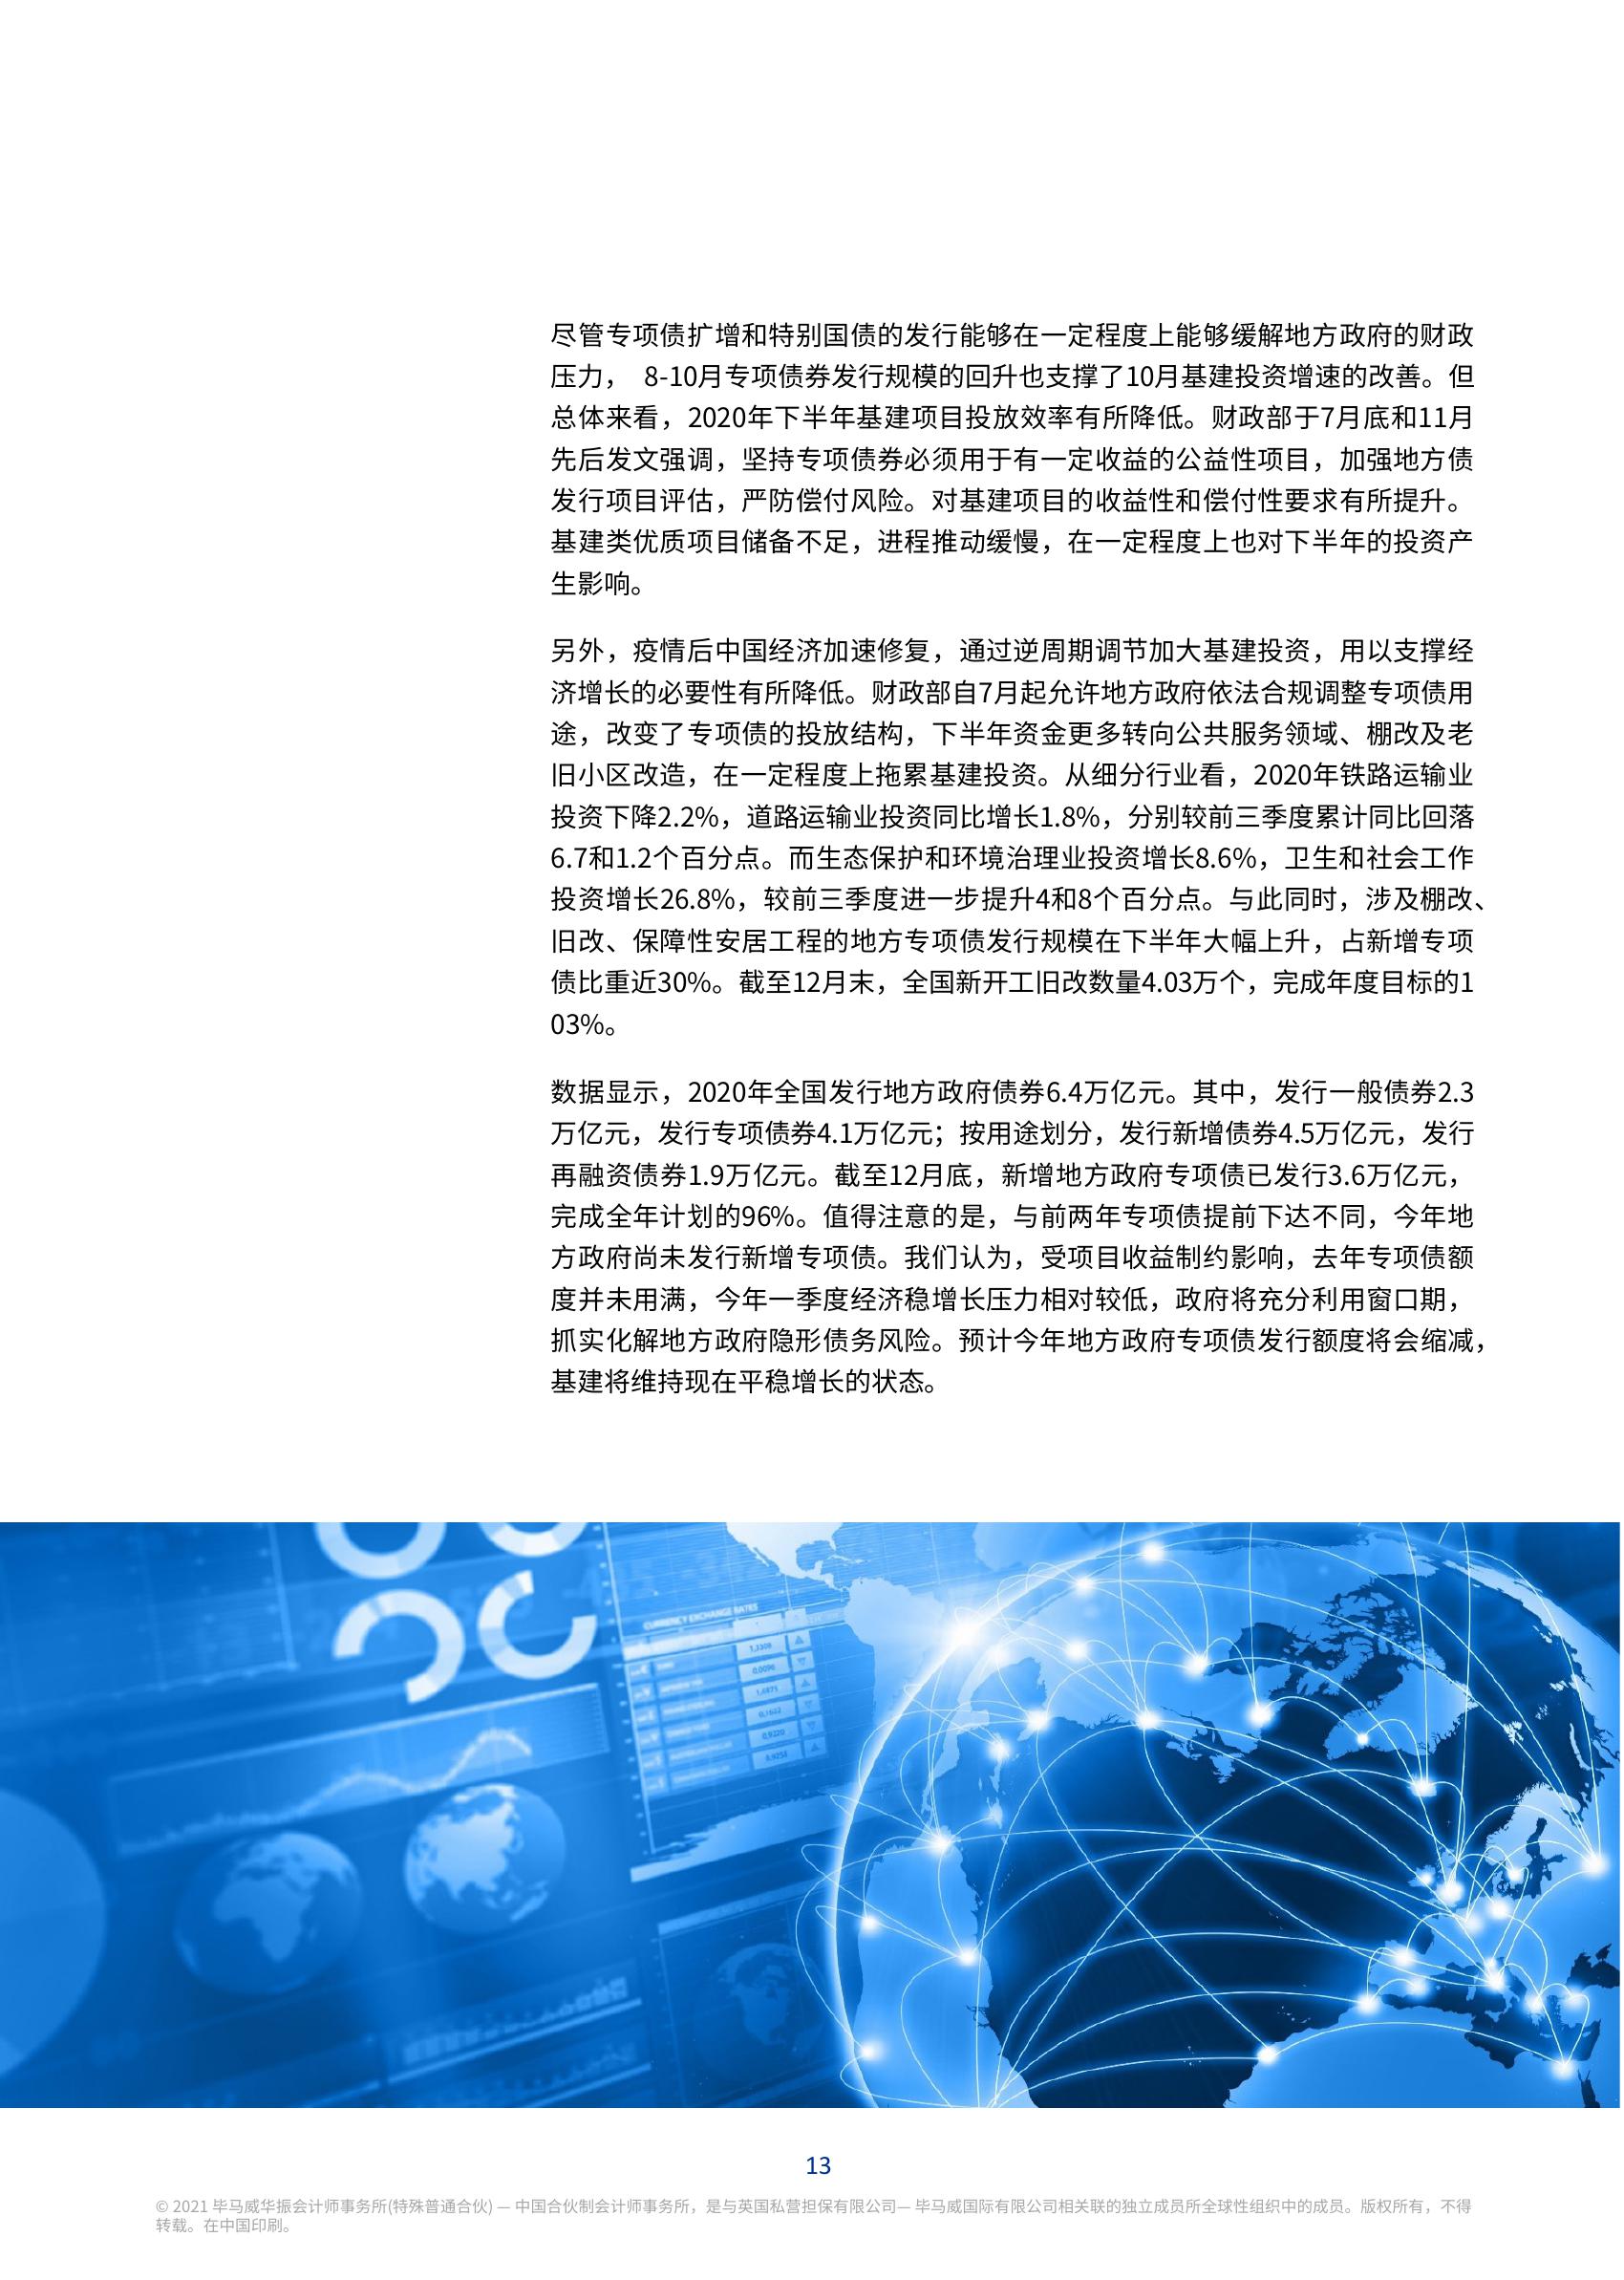 尽管专项债扩增和特别国债的发行能够在一定程度上能够缓解地方政府的财政
压力， 8-10月专项债券发行规模的回升也支撑了10月基建投资增速的改善。但
总体来看，2020年下半年基建项目投放效率有所降低。财政部于7月底和11月
先后发文强调，坚持专项债券必须用于有一定收益的公益性项目，加强地方债
发行项目评估，严防偿付风险。对基建项目的收益性和偿付性要求有所提升。
基建类优质项目储备不足，进程推动缓慢，在一定程度上也对下半年的投资产
生影响。
另外，疫情后中国经济加速修复，通过逆周期调节加大基建投资，用以支撑经
济增长的必要性有所降低。财政部自7月起允许地方政府依法合规调整专项债用
途，改变了专项债的投放结构，下半年资金更多转向公共服务领域、棚改及老
旧小区改造，在一定程度上拖累基建投资。从细分行业看，2020年铁路运输业
投资下降2.2%，道路运输业投资同比增长1.8%，分别较前三季度累计同比回落
6.7和1.2个百分点。而生态保护和环境治理业投资增长8.6%，卫生和社会工作
投资增长26.8%，较前三季度进一步提升4和8个百分点。与此同时，涉及棚改、
旧改、保障性安居工程的地方专项债发行规模在下半年大幅上升，占新增专项
债比重近30%。截至12月末，全国新开工旧改数量4.03万个，完成年度目标的1
03%。
数据显示，2020年全国发行地方政府债券6.4万亿元。其中，发行一般债券2.3
万亿元，发行专项债券4.1万亿元；按用途划分，发行新增债券4.5万亿元，发行
再融资债券1.9万亿元。截至12月底，新增地方政府专项债已发行3.6万亿元，
完成全年计划的96%。值得注意的是，与前两年专项债提前下达不同，今年地
方政府尚未发行新增专项债。我们认为，受项目收益制约影响，去年专项债额
度并未用满，今年一季度经济稳增长压力相对较低，政府将充分利用窗口期，
抓实化解地方政府隐形债务风险。预计今年地方政府专项债发行额度将会缩减，
基建将维持现在平稳增长的状态。
CURRENCY EXCHANGE RATES
13
© 2021 毕马威华振会计师事务所(特殊普通合伙) — 中国合伙制会计师事务所，是与英国私营担保有限公司— 毕马威国际有限公司相关联的独立成员所全球性组织中的成员。版权所有，不得
转载。在中国印刷。